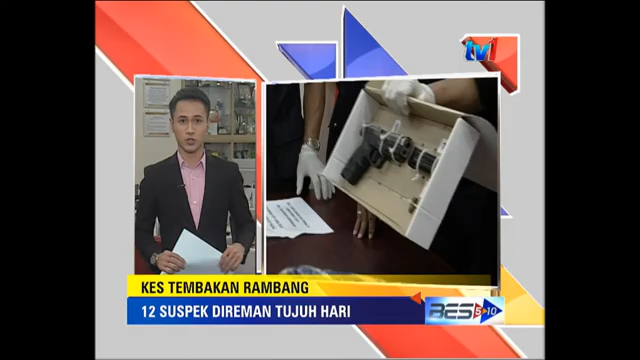 tv1
KES TEMBAKAN RAMBANG
12 SUSPEK DIREMAN TUJUH HARI
BES 5:10